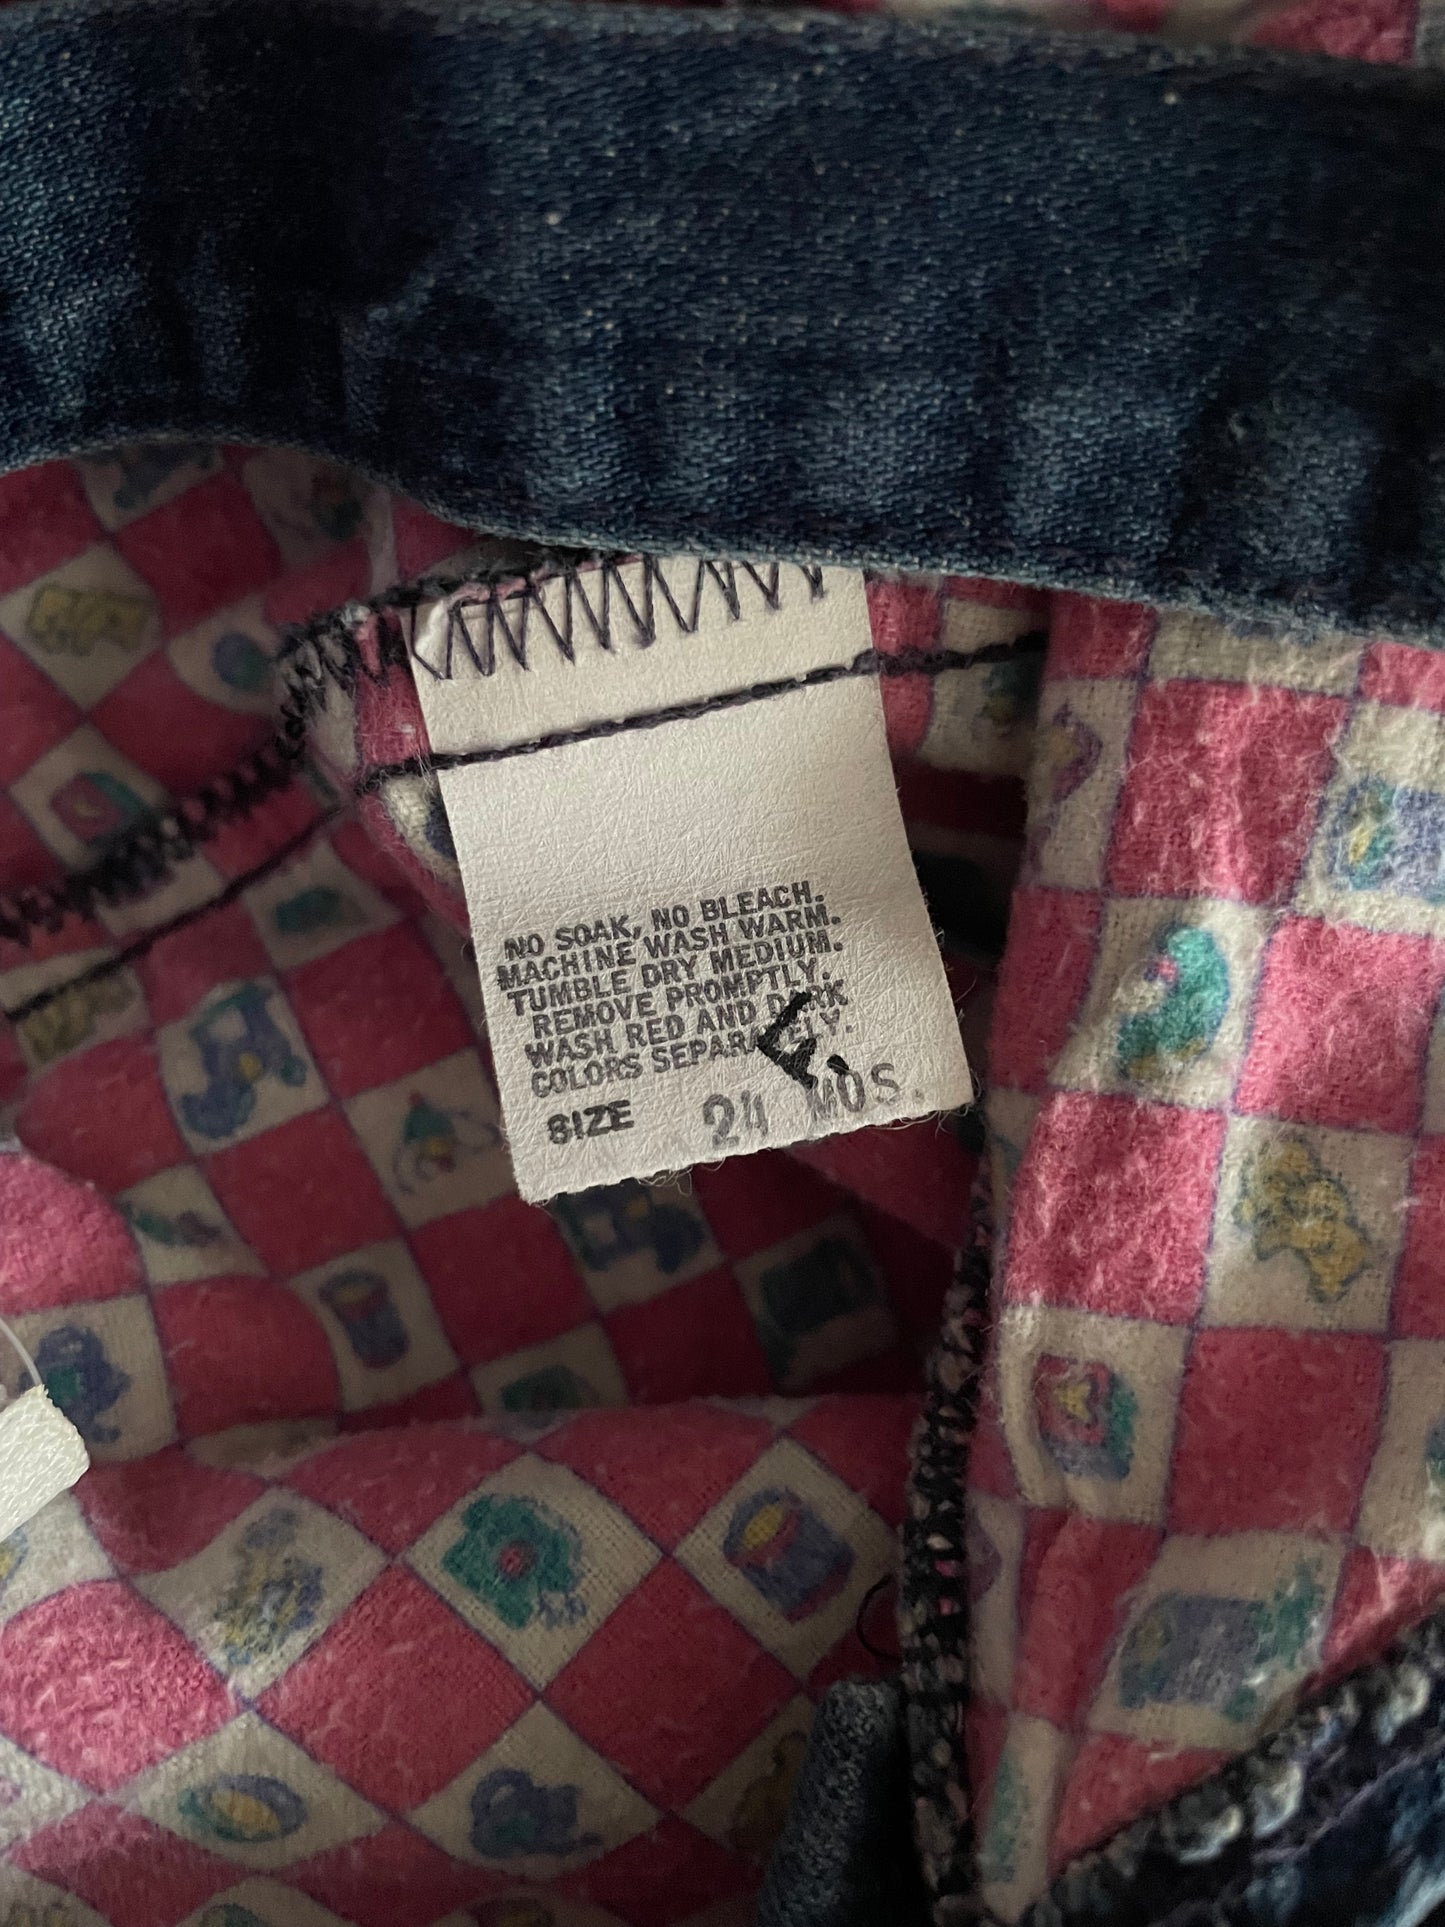 NO SOAK, NO BLEACH.
MACHINE WASH WARM.
TUMBLE DRY MEDIUM.
REMOVE PROMPTLY.
WASH RED AND DARK
COLORS SEPARATELY.
F.
SIZE 24 MOS.